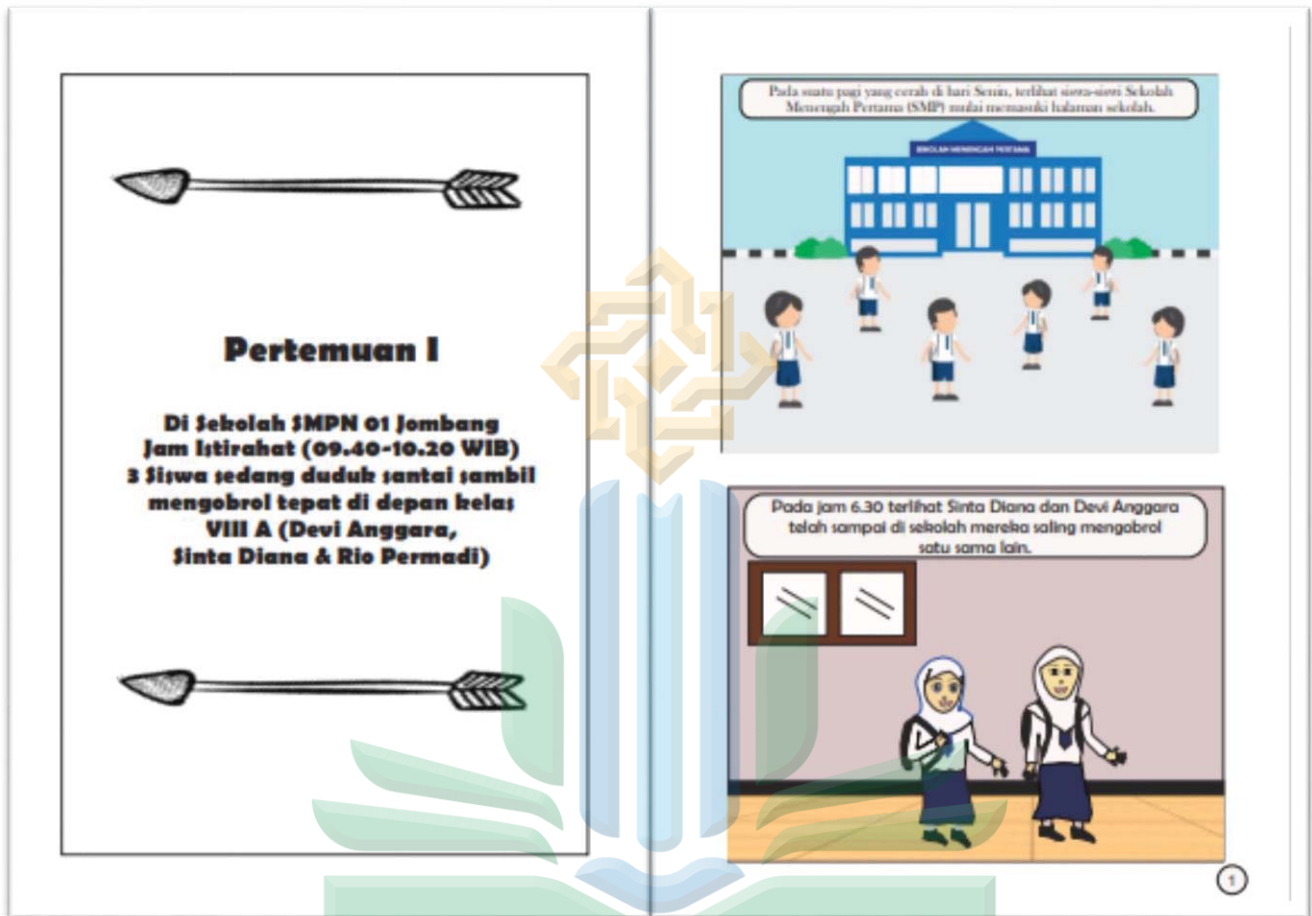 Pertemuan I
Di Sekolah SMPN 01 Jombang
Jam Istirahat (09.40-10.20 WIB)
3 Siswa sedang duduk santai sambil
mengobrol tepat di depan kelas
VIII A (Devi Anggara,
Sinta Diana & Rio Permadi)
Pada suatu pagi yang cerah di hari Senin, terlihat siswa-siswi Sekolah
Menengah Pertama (SMP) mulai memasuki halaman sekolah.
SEKOLAH MENENGAH PERTAMA
Pada jam 6.30 terlihat Sinta Diana dan Devi Anggara
telah sampai di sekolah mereka saling mengobrol
satu sama lain.
1